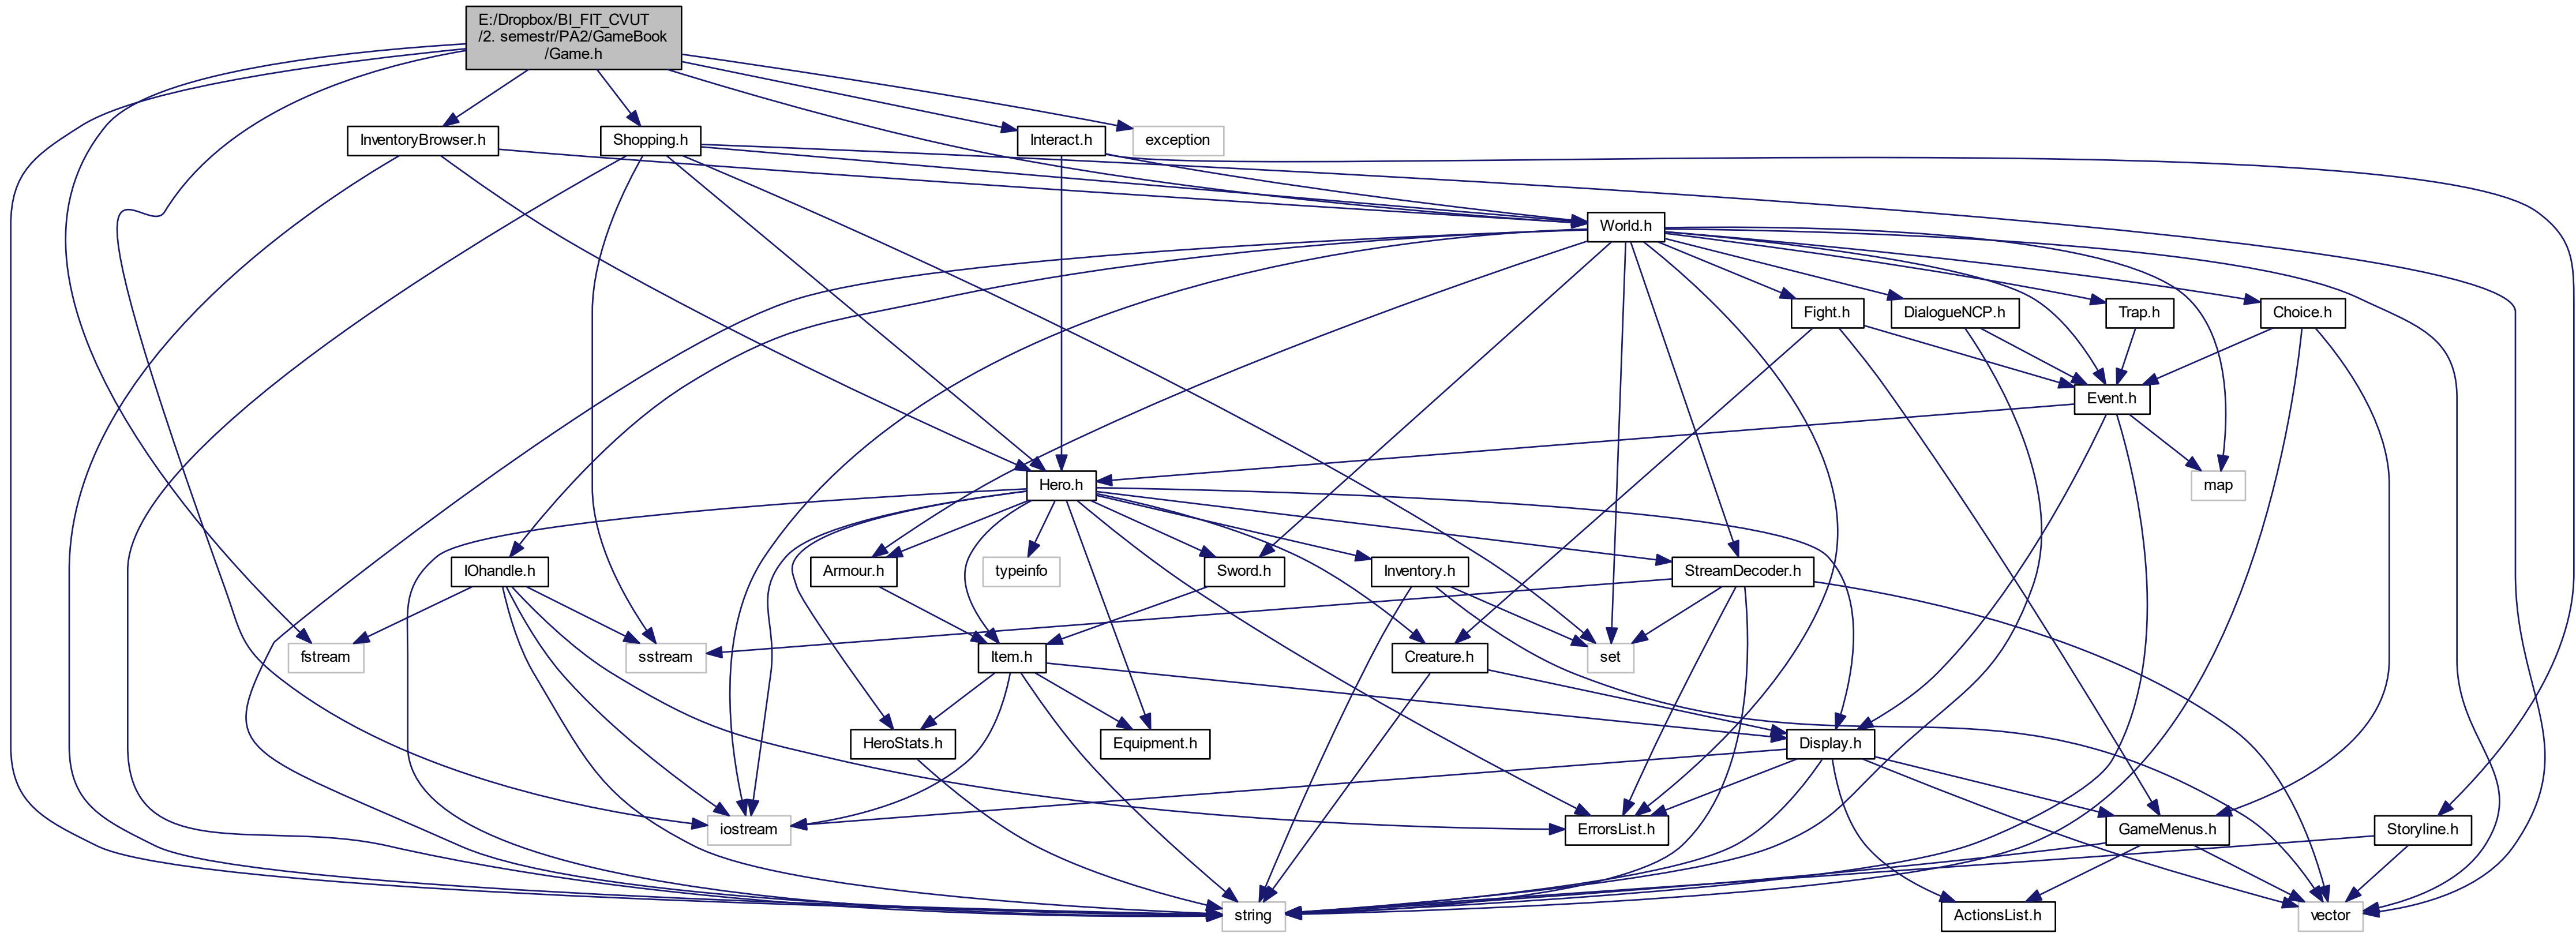 E:/Dropbox/BI_FIT_CVUT
/2. semestr/PA2/GameBook
/Game.h
InventoryBrowser.h
Shopping.h
Interact.h
exception
World.h
Fight.h
DialogueNCP.h
Trap.h
Choice.h
Event.h
Hero.h
map
IOhandle.h
Armour.h
typeinfo
Sword.h
Inventory.h
StreamDecoder.h
fstream
sstream
Item.h
Creature.h
set
HeroStats.h
Equipment.h
Display.h
iostream
ErrorsList.h
GameMenus.h
Storyline.h
string
ActionsList.h
vector